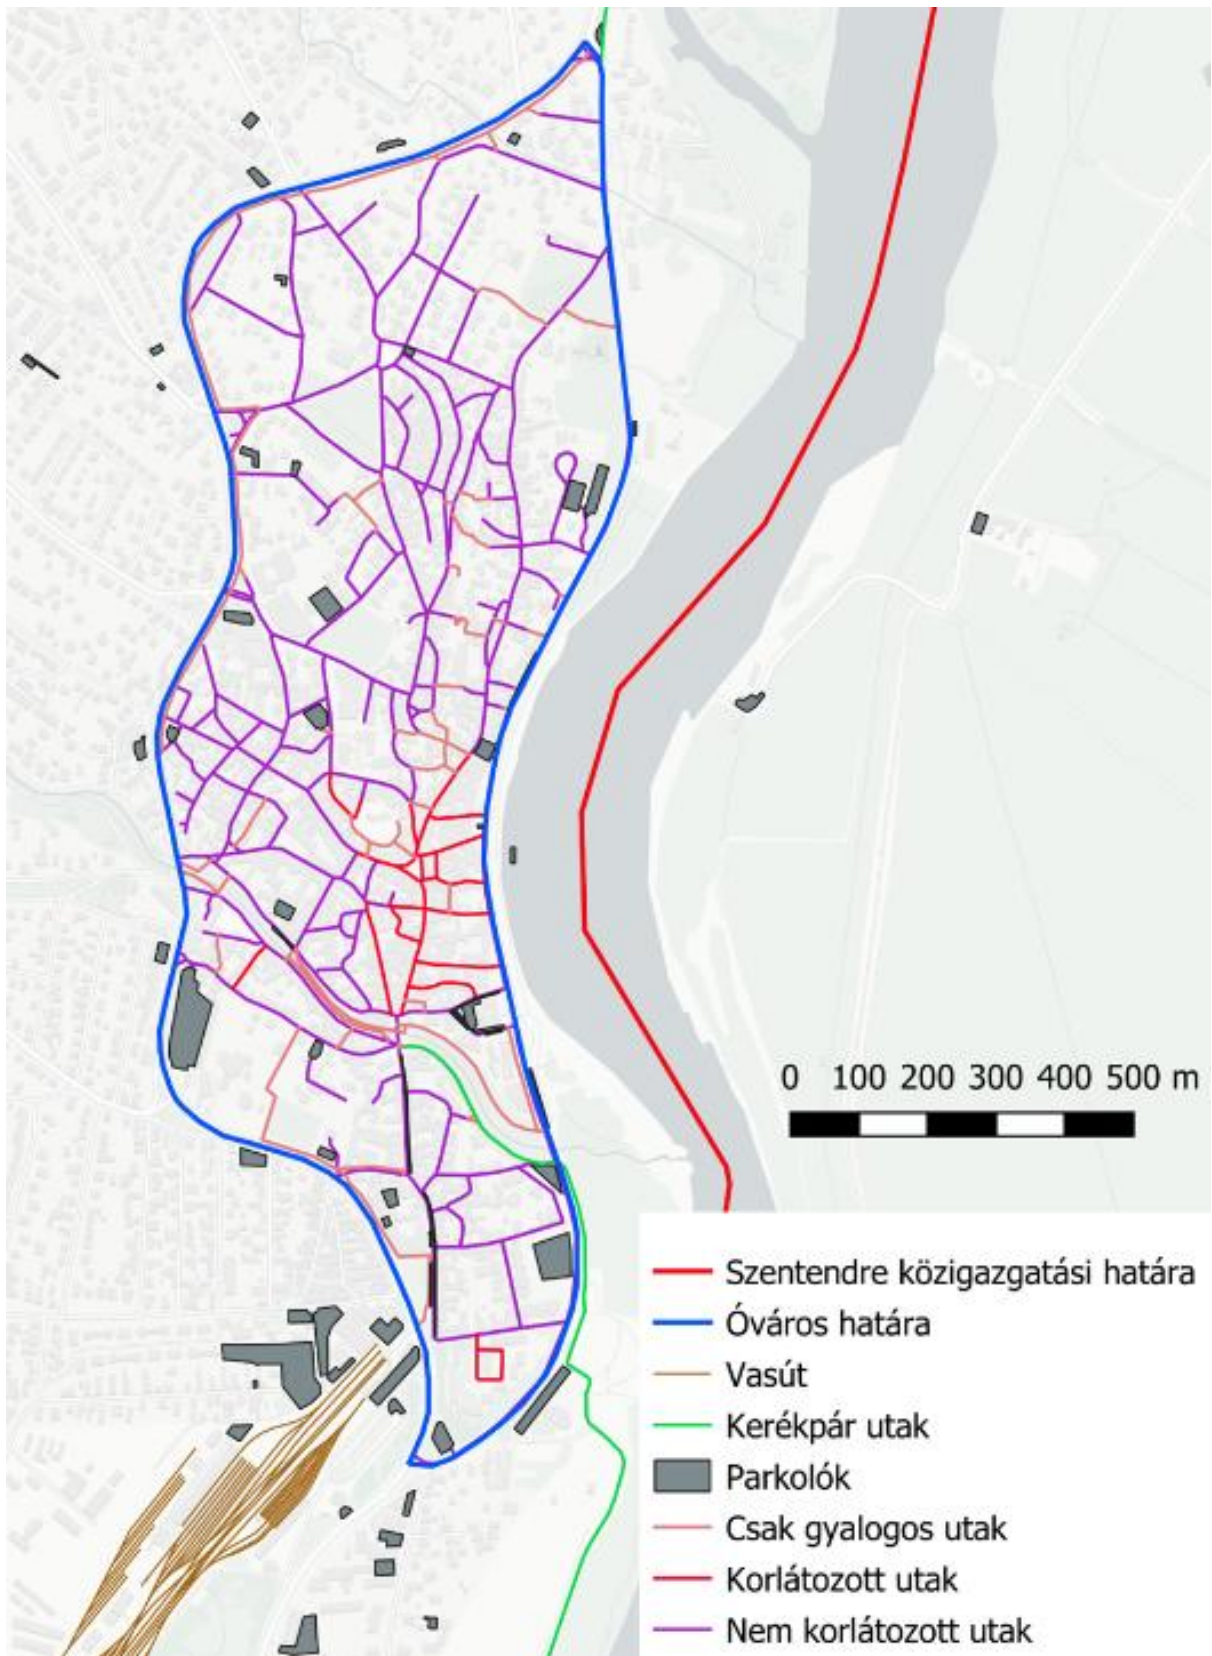 0 100 200 300 400 500 m
Szentendre közigazgatási határa
Óváros határa
Vasút
Kerékpár utak
Parkolók
Csak gyalogos utak
Korlátozott utak
Nem korlátozott utak